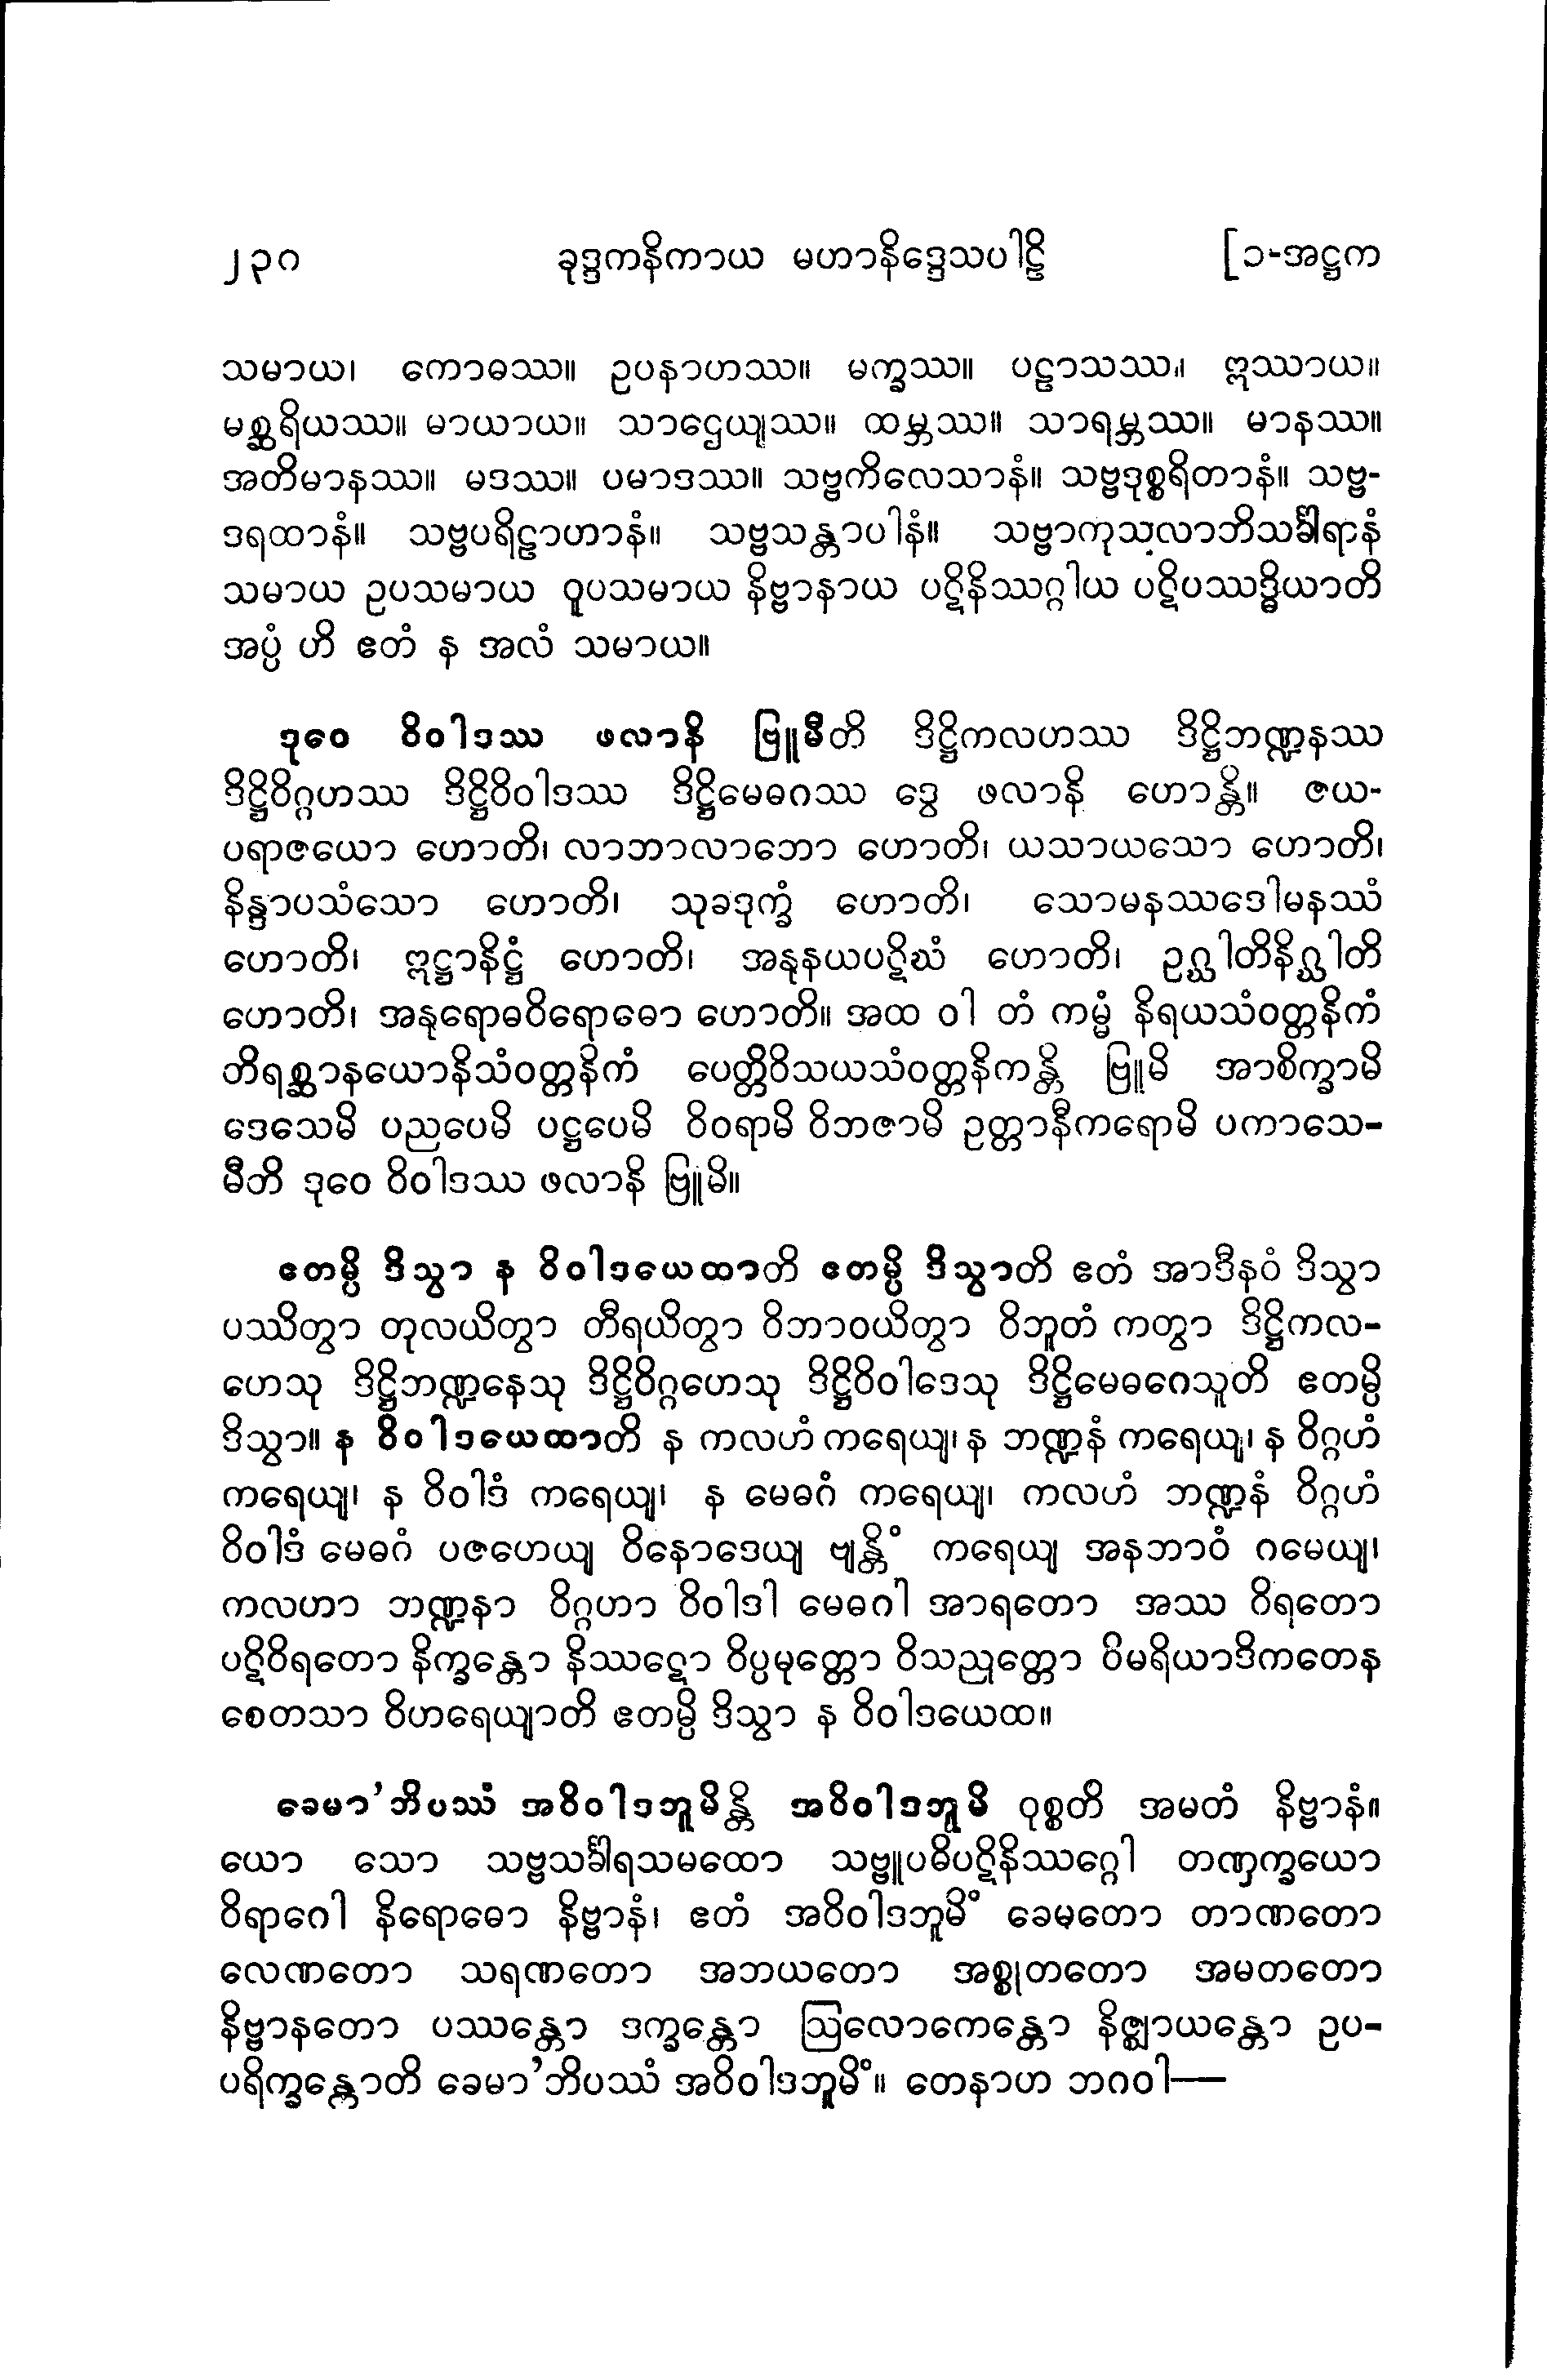 ၂၃၀ ခုဒ္ဒကနိကာယ မဟာနိဒ္ဒေသပါဠိ [၁-အဋ္ဌက
သမာယ၊ ကောဓဿ။ ဥပနာဟဿ။ မက္ခဿ။ ပဠာသဿ။ ဣဿာယ။
မစ္ဆရိယဿ။ မာယာယ။ သာဌေယျဿ။ ထမ္ဘဿ။ သာရမ္ဘဿ။ မာနဿ။
အတိမာနဿ။ မဒဿ။ ပမာဒဿ။ သဗ္ဗကိလေသာနံ။ သဗ္ဗဒုစ္စရိတာနံ။ သဗ္ဗ-
ဒရထာနံ။ သဗ္ဗပရိဠာဟာနံ။ သဗ္ဗသန္တာပါနံ။ သဗ္ဗာကုသလာဘိသင်္ခါရာနံ
သမာယ ဥပသမာယ ဝူပသမာယ နိဗ္ဗာနာယ ပဋိနိဿဂ္ဂါယ ပဋိပဿဒ္ဓိယာတိ
အပ္ပံ ဟိ ဧတံ န အလံ သမာယ။
ဒုဝေ ဝိဝါဒဿ ဖလာနိ ဗြူမီတိ ဒိဋ္ဌိကလဟဿ ဒိဋ္ဌိဘဏ္ဍနဿ
ဒိဋ္ဌိဝိဂ္ဂဟဿ ဒိဋ္ဌိဝိဝါဒဿ ဒိဋ္ဌိမေဓဂဿ ဒွေ ဖလာနိ ဟောန္တိ။ ဇယ-
ပရာဇယော ဟောတိ၊ လာဘာလာဘော ဟောတိ၊ ယသာယသော ဟောတိ၊
နိန္ဒာပသံသော ဟောတိ၊ သုခဒုက္ခံ ဟောတိ၊ သောမနဿဒေါမနဿံ
ဟောတိ၊ ဣဋ္ဌာနိဋ္ဌံ ဟောတိ၊ အနုနယပဋိဃံ ဟောတိ၊ ဥဂ္ဃါတိနိဂ္ဃါတိ
ဟောတိ၊ အနုရောဓဝိရောဓော ဟောတိ။ အထ ဝါ တံ ကမ္မံ နိရယသံဝတ္တနိကံ
တိရစ္ဆာနယောနိသံဝတ္တနိကံ ပေတ္တိဝိသယသံဝတ္တနိကန္တိ ဗြူမိ အာစိက္ခာမိ
ဒေသေမိ ပညပေမိ ပဋ္ဌပေမိ ဝိဝရာမိ ဝိဘဇာမိ ဥတ္တာနီကရောမိ ပကာသေ-
မီတိ ဒုဝေ ဝိဝါဒဿ ဖလာနိ ဗြူမိ။
ဧတမ္ပိ ဒိသွာ န ဝိဝါဒယေထာတိ ဧတမ္ပိ ဒိသွာတိ ဧတံ အာဒီနဝံ ဒိသွာ
ပဿိတွာ တုလယိတွာ တီရယိတွာ ဝိဘာဝယိတွာ ဝိဘူတံ ကတွာ ဒိဋ္ဌိကလ-
ဟေသု ဒိဋ္ဌိဘဏ္ဍနေသု ဒိဋ္ဌိဝိဂ္ဂဟေသု ဒိဋ္ဌိဝိဝါဒေသု ဒိဋ္ဌိမေဓဂေသူတိ ဧတမ္ပိ
ဒိသွာ။ န ဝိဝါဒယေထာတိ န ကလဟံ ကရေယျ၊ န ဘဏ္ဍနံ ကရေယျ၊ န ဝိဂ္ဂဟံ
ကရေယျ၊ န ဝိဝါဒံ ကရေယျ၊ န မေဓဂံ ကရေယျ၊ ကလဟံ ဘဏ္ဍနံ ဝိဂ္ဂဟံ
ဝိဝါဒံ မေဓဂံ ပဇဟေယျ ဝိနောဒေယျ ဗျန္တိံ ကရေယျ အနဘာဝံ ဂမေယျ၊
ကလဟာ ဘဏ္ဍနာ ဝိဂ္ဂဟာ ဝိဝါဒါ မေဓဂါ အာရတော အဿ ဝိရတော
ပဋိဝိရတော နိက္ခန္တော နိဿဋော ဝိပ္ပမုတ္တော ဝိသညုတ္တော ဝိမရိယာဒိကတေန
စေတသာ ဝိဟရေယျာတိ ဧတမ္ပိ ဒိသွာ န ဝိဝါဒယေထ။
ခေမာ'ဘိပဿံ အဝိဝါဒဘူမိန္တိ အဝိဝါဒဘူမိ ဝုစ္စတိ အမတံ နိဗ္ဗာနံ။
ယော သော သဗ္ဗသင်္ခါရသမထော သဗ္ဗူပဓိပဋိနိဿဂ္ဂေါ တဏှက္ခယော
ဝိရာဂေါ နိရောဓော နိဗ္ဗာနံ၊ ဧတံ အဝိဝါဒဘူမိံ ခေမတော တာဏတော
လေဏတော သရဏတော အဘယတော အစ္စုတတော အမတတော
နိဗ္ဗာနတော ပဿန္တော ဒက္ခန္တော ဩလောကေန္တော နိဇ္ဈာယန္တော ဥပ-
ပရိက္ခန္တောတိ ခေမာ'ဘိပဿံ အဝိဝါဒဘူမိံ။ တေနာဟ ဘဂဝါ—